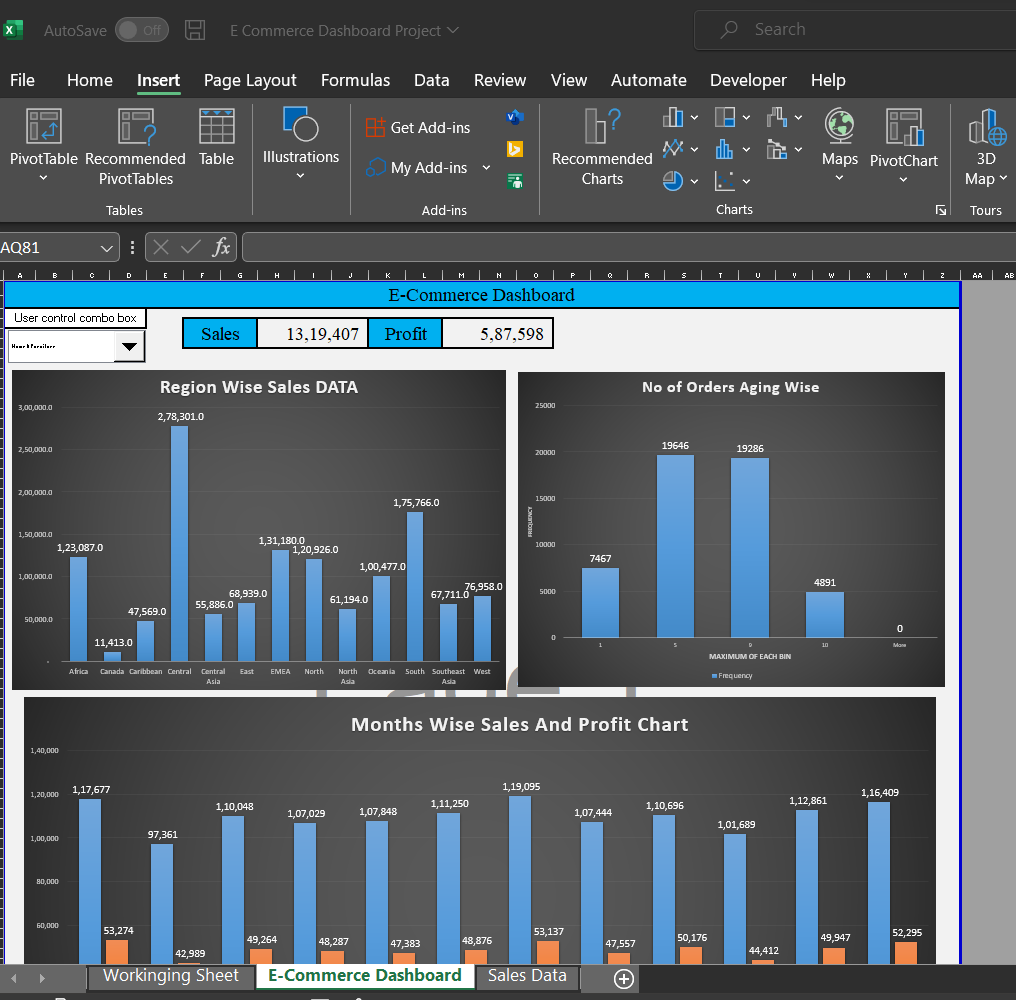 AutoSave Off E Commerce Dashboard Project Search
File Home Insert Page Layout Formulas Data Review View Automate Developer Help
PivotTable Recommended PivotTables Table
Tables
Illustrations
Get Add-ins
My Add-ins
Add-ins
Recommended Charts
Maps PivotChart
Charts
3D Map
Tours
AQ81 fx
A B C D E F G H I J K L M N O P Q R S T U V W X Y Z AA AB
E-Commerce Dashboard
User control combo box
Sales 13,19,407 Profit 5,87,598
Region Wise Sales DATA
3,00,000.0
2,50,000.0
2,00,000.0
1,50,000.0
1,00,000.0
50,000.0
-
1,23,087.0 11,413.0 47,569.0 2,78,301.0 55,886.0 68,939.0 1,31,180.0 1,20,926.0 61,194.0 1,00,477.0 1,75,766.0 67,711.0 76,958.0
Africa Canada Caribbean Central Central Asia East EMEA North North Asia Oceania South Southeast Asia West
No of Orders Aging Wise
25000
20000
15000
10000
5000
0
FREQUENCY
7467 19646 19286 4891 0
1 5 9 10 More
MAXIMUM OF EACH BIN
Frequency
Months Wise Sales And Profit Chart
1,40,000
1,20,000
1,00,000
80,000
60,000
1,17,677 97,361 1,10,048 1,07,029 1,07,848 1,11,250 1,19,095 1,07,444 1,10,696 1,01,689 1,12,861 1,16,409
53,274 42,989 49,264 48,287 47,383 48,876 53,137 47,557 50,176 44,412 49,947 52,295
Workinging Sheet E-Commerce Dashboard Sales Data